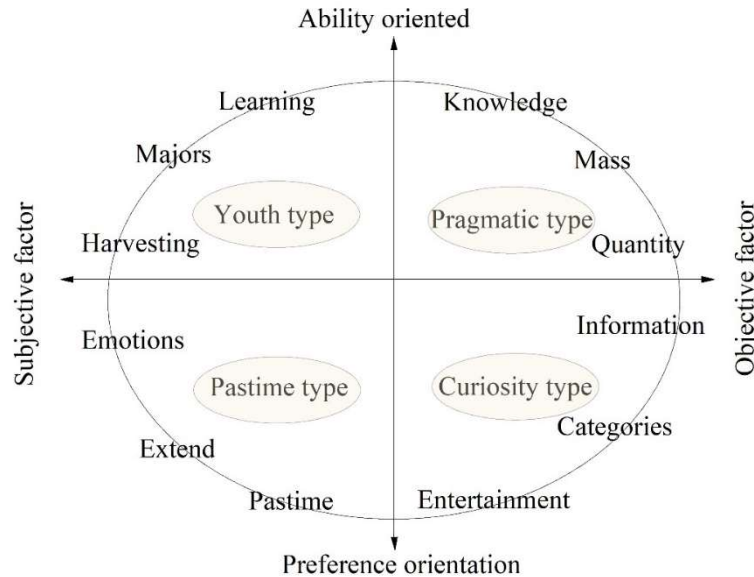 Ability oriented
Learning
Knowledge
Majors
Mass
Youth type
Pragmatic type
Harvesting
Quantity
Subjective factor
Objective factor
Emotions
Information
Pastime type
Curiosity type
Extend
Categories
Pastime
Entertainment
Preference orientation